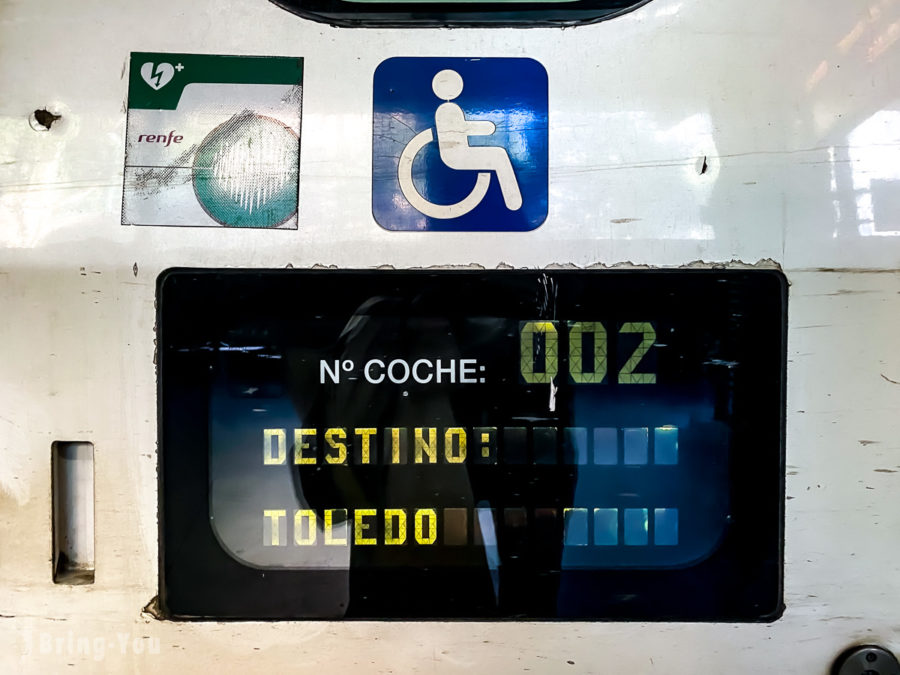 renfe
Nº COCHE: 002
DESTINO:
TOLEDO
Bring-You